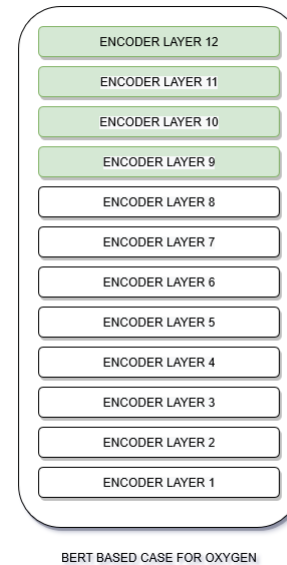 ENCODER LAYER 12
ENCODER LAYER 11
ENCODER LAYER 10
ENCODER LAYER 9
ENCODER LAYER 8
ENCODER LAYER 7
ENCODER LAYER 6
ENCODER LAYER 5
ENCODER LAYER 4
ENCODER LAYER 3
ENCODER LAYER 2
ENCODER LAYER 1
BERT BASED CASE FOR OXYGEN